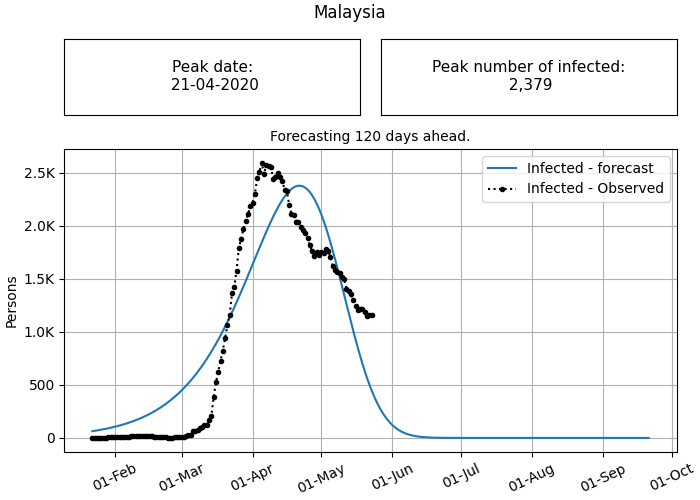 Malaysia
Peak date:
21-04-2020
Peak number of infected:
2,379
Forecasting 120 days ahead.
Infected - forecast
Infected - Observed
Persons
2.5K
2.0K
1.5K
1.0K
500
0
01-Feb
01-Mar
01-Apr
01-May
01-Jun
01-Jul
01-Aug
01-Sep
01-Oct